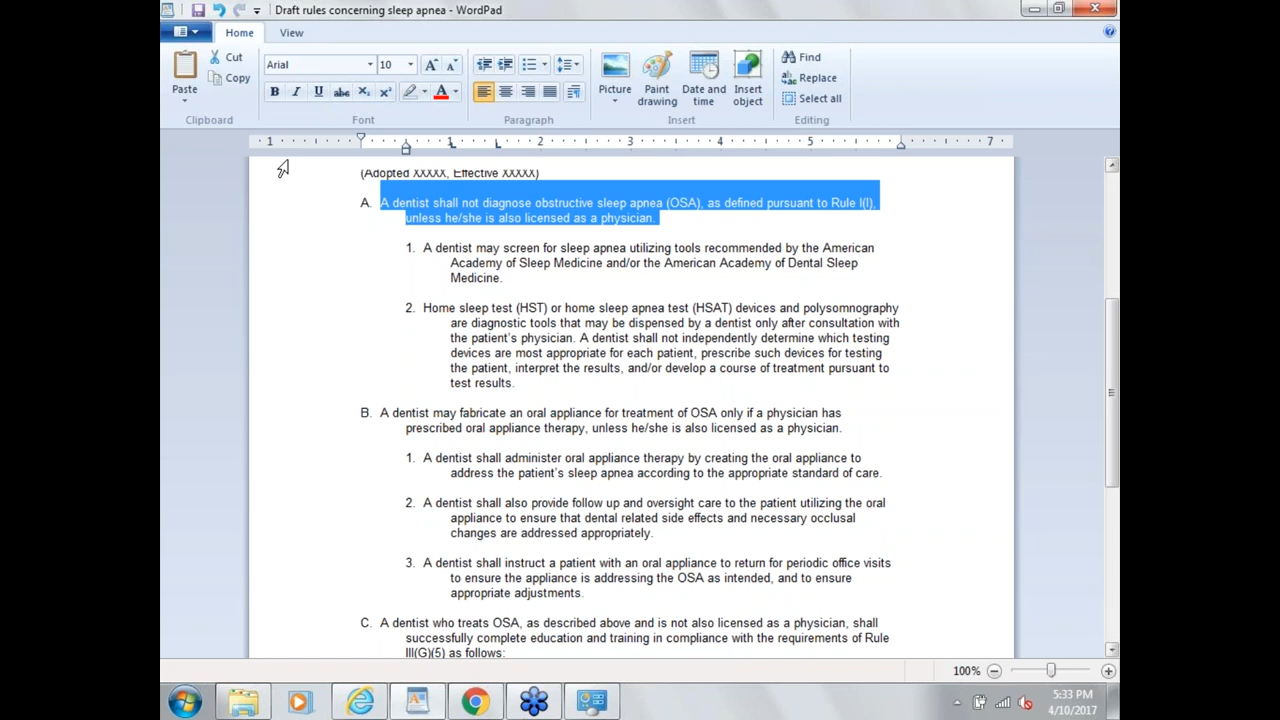 Draft rules concerning sleep apnea - WordPad
Home View
Cut
Copy
Paste
Clipboard
Arial 10
B I U abc X₂ X² A
Font
Paragraph
Picture
Paint drawing
Date and time
Insert object
Insert
Find
Replace
Select all
Editing
1 1 2 3 4 5 7
(Adopted XXXXX, Effective XXXXX)
A. A dentist shall not diagnose obstructive sleep apnea (OSA), as defined pursuant to Rule I(I),
unless he/she is also licensed as a physician.
1. A dentist may screen for sleep apnea utilizing tools recommended by the American
Academy of Sleep Medicine and/or the American Academy of Dental Sleep
Medicine.
2. Home sleep test (HST) or home sleep apnea test (HSAT) devices and polysomnography
are diagnostic tools that may be dispensed by a dentist only after consultation with
the patient's physician. A dentist shall not independently determine which testing
devices are most appropriate for each patient, prescribe such devices for testing
the patient, interpret the results, and/or develop a course of treatment pursuant to
test results.
B. A dentist may fabricate an oral appliance for treatment of OSA only if a physician has
prescribed oral appliance therapy, unless he/she is also licensed as a physician.
1. A dentist shall administer oral appliance therapy by creating the oral appliance to
address the patient's sleep apnea according to the appropriate standard of care.
2. A dentist shall also provide follow up and oversight care to the patient utilizing the oral
appliance to ensure that dental related side effects and necessary occlusal
changes are addressed appropriately.
3. A dentist shall instruct a patient with an oral appliance to return for periodic office visits
to ensure the appliance is addressing the OSA as intended, and to ensure
appropriate adjustments.
C. A dentist who treats OSA, as described above and is not also licensed as a physician, shall
successfully complete education and training in compliance with the requirements of Rule
III(G)(5) as follows:
100%
5:33 PM
4/10/2017